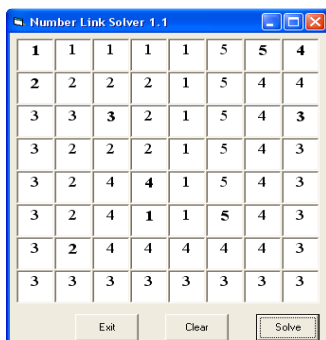 Number Link Solver 1.1
1 1 1 1 1 5 5 4
2 2 2 2 1 5 4 4
3 3 3 2 1 5 4 3
3 2 2 2 1 5 4 3
3 2 4 4 1 5 4 3
3 2 4 1 1 5 4 3
3 2 4 4 4 4 4 3
3 3 3 3 3 3 3 3
Exit Clear Solve